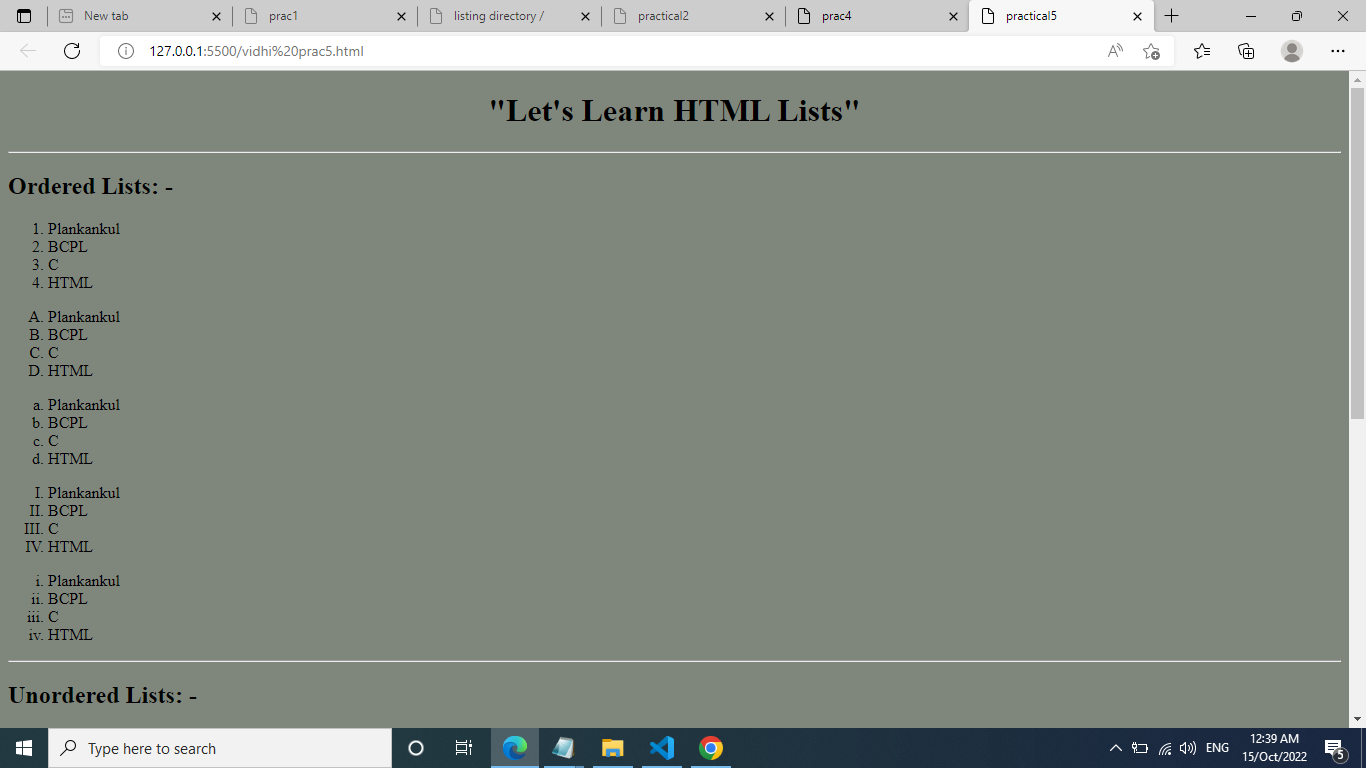 New tab
prac1
listing directory /
practical2
prac4
practical5
127.0.0.1:5500/vidhi%20prac5.html
"Let's Learn HTML Lists"
Ordered Lists: -
1. Plankankul
2. BCPL
3. C
4. HTML
A. Plankankul
B. BCPL
C. C
D. HTML
a. Plankankul
b. BCPL
c. C
d. HTML
I. Plankankul
II. BCPL
III. C
IV. HTML
i. Plankankul
ii. BCPL
iii. C
iv. HTML
Unordered Lists: -
Type here to search
ENG
12:39 AM
15/Oct/2022
5